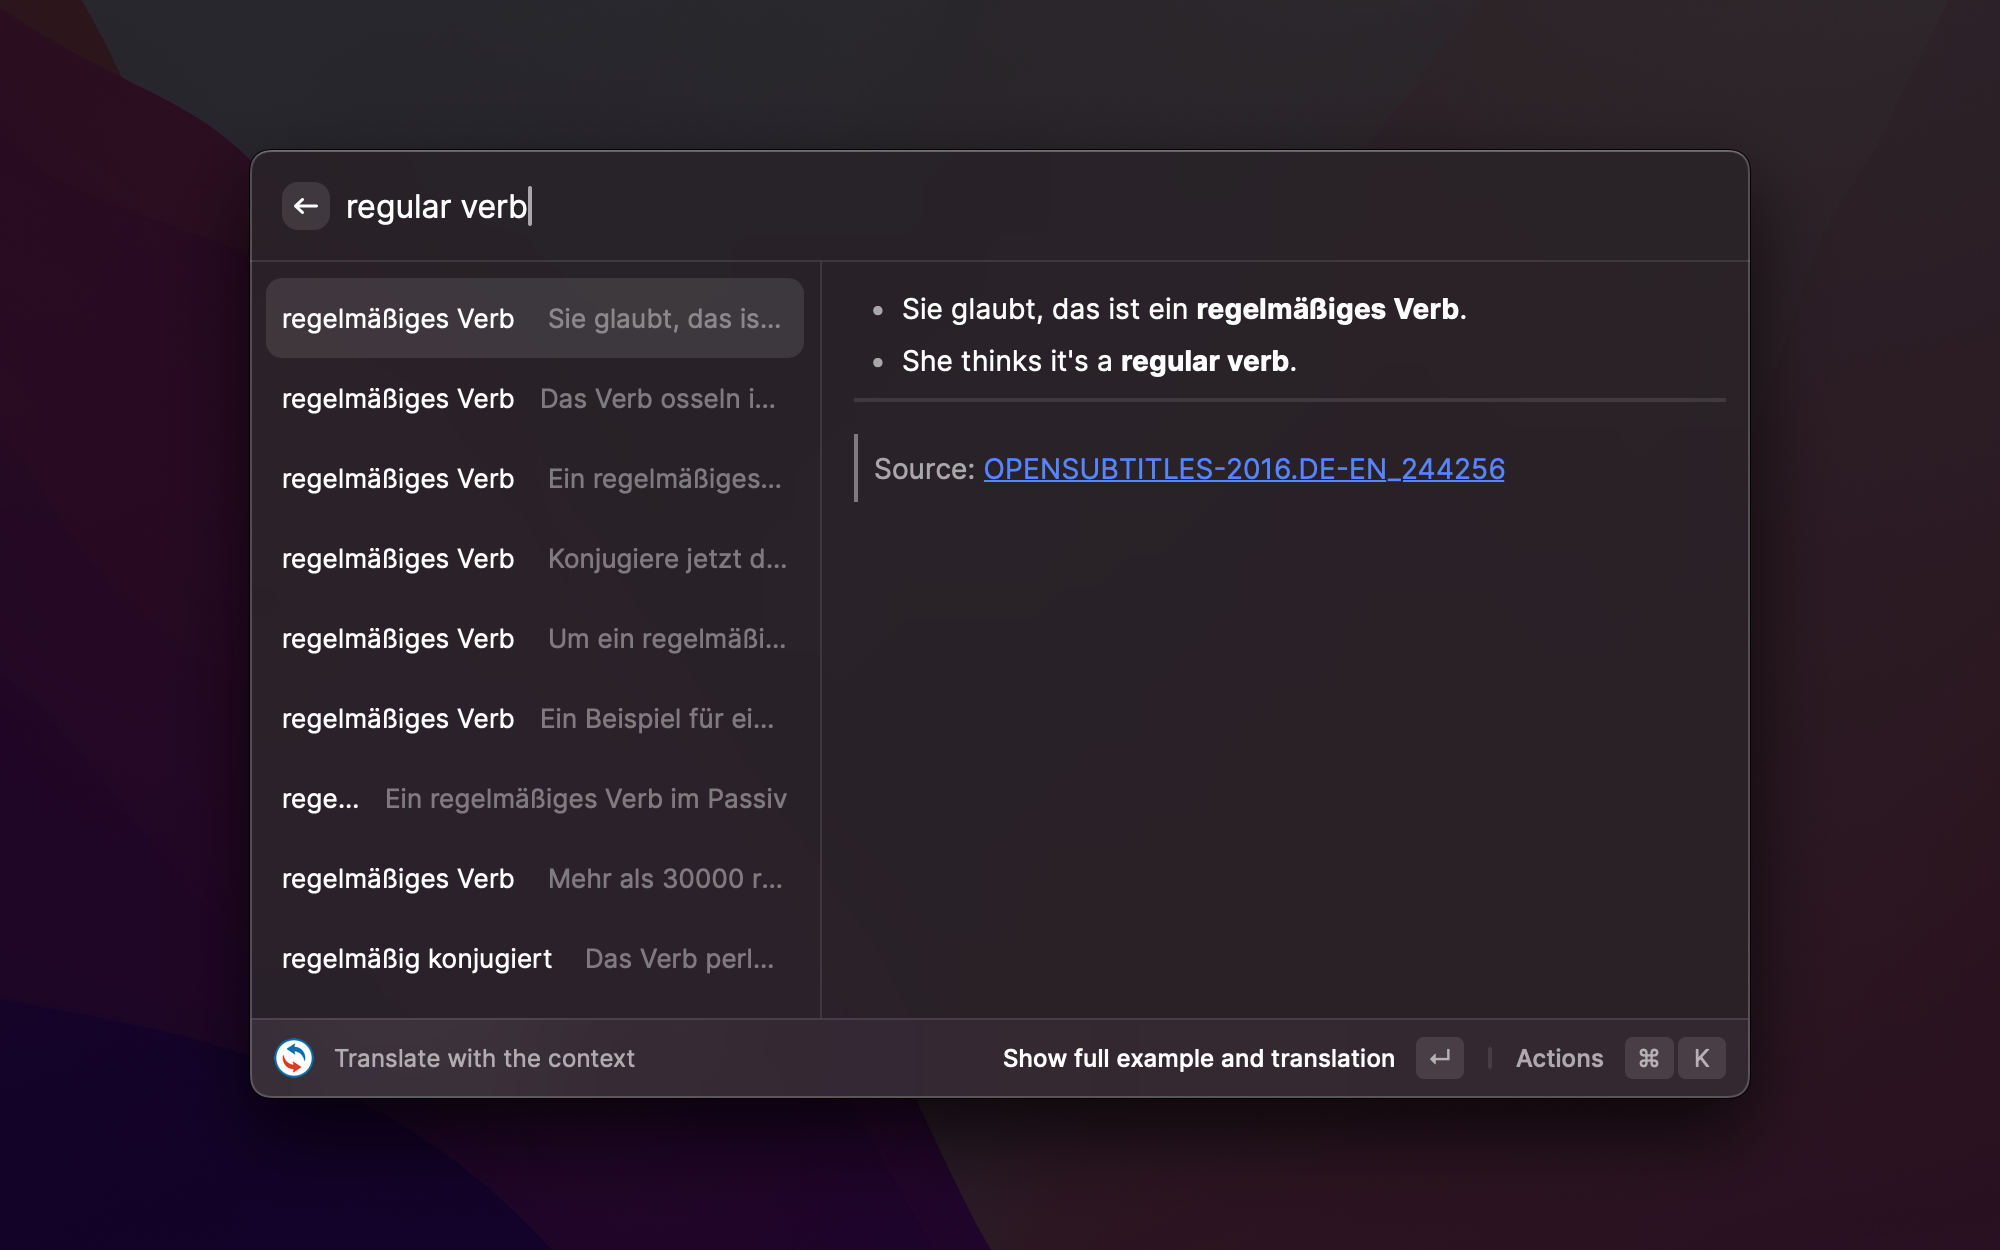 regular verb
regelmäßiges Verb Sie glaubt, das is...
regelmäßiges Verb Das Verb osseln i...
regelmäßiges Verb Ein regelmäßiges...
regelmäßiges Verb Konjugiere jetzt d...
regelmäßiges Verb Um ein regelmäßi...
regelmäßiges Verb Ein Beispiel für ei...
rege... Ein regelmäßiges Verb im Passiv
regelmäßiges Verb Mehr als 30000 r...
regelmäßig konjugiert Das Verb perl...
• Sie glaubt, das ist ein regelmäßiges Verb.
• She thinks it's a regular verb.
Source: OPENSUBTITLES-2016.DE-EN_244256
Translate with the context
Show full example and translation ↵ | Actions ⌘ K